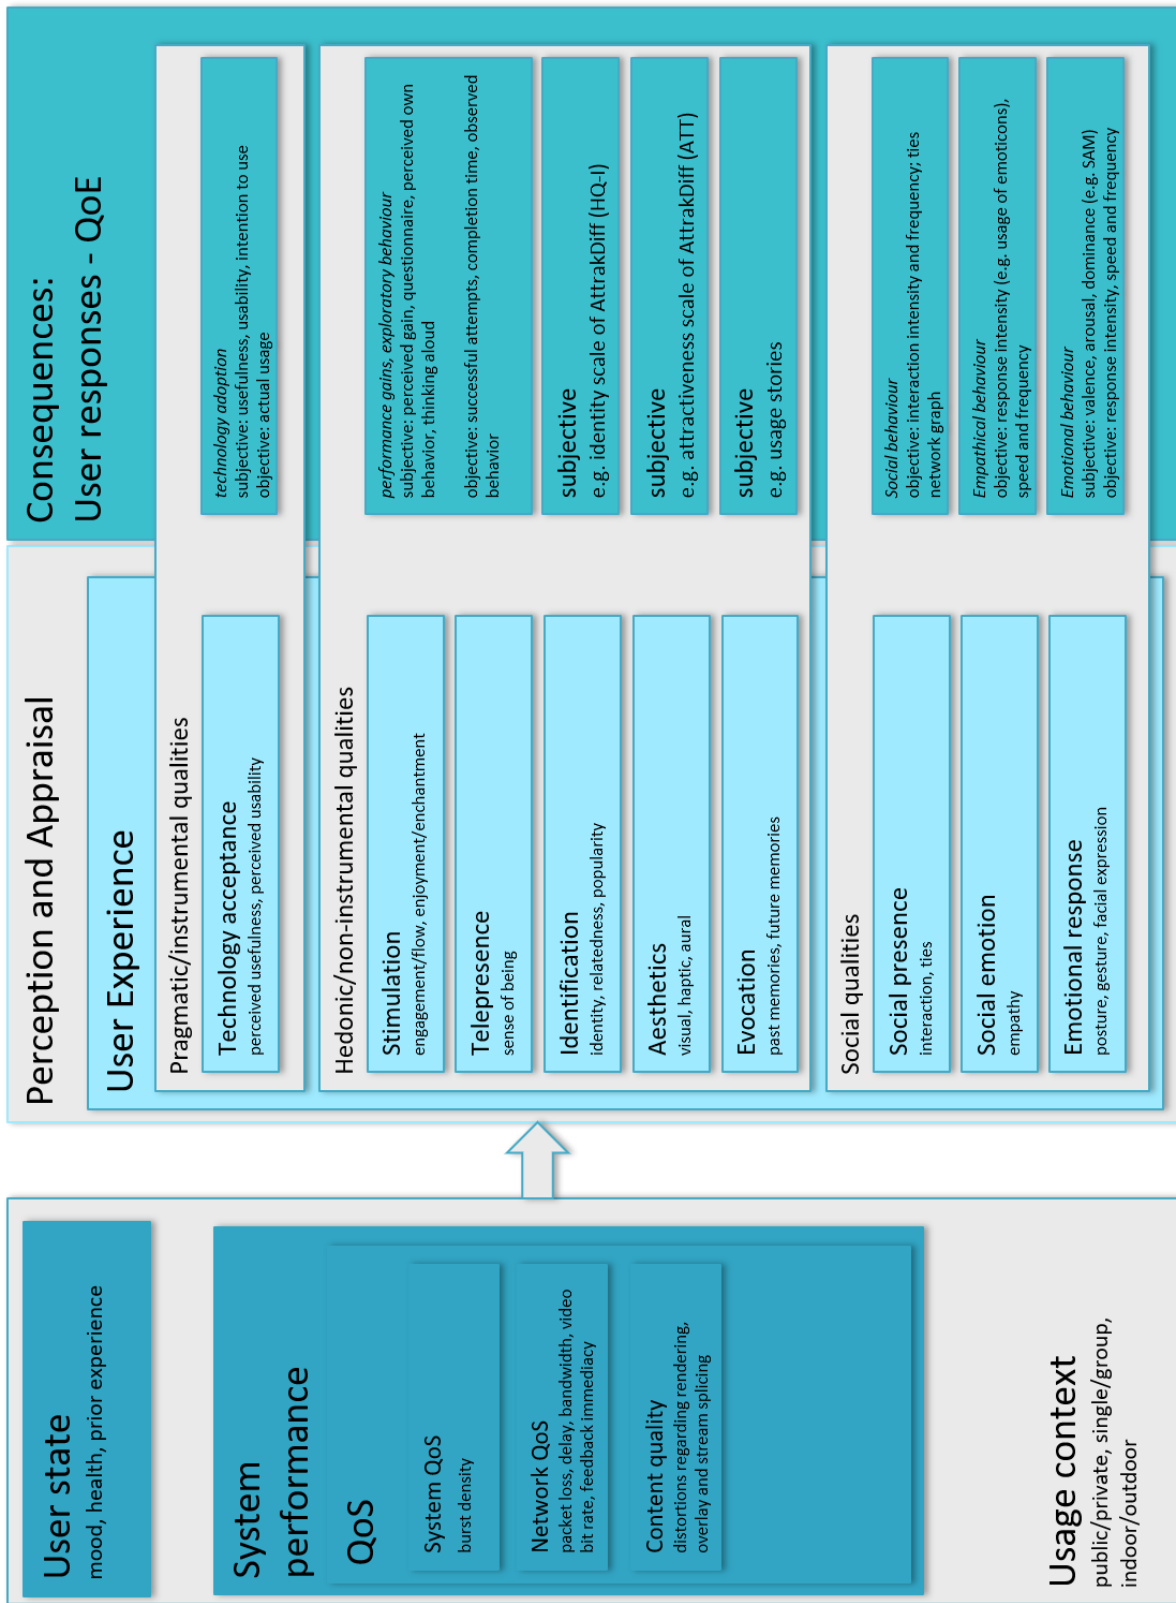 User state
mood, health, prior experience
System
performance
QoS
System QoS
burst density
Network QoS
packet loss, delay, bandwidth, video
bit rate, feedback immediacy
Content quality
distortions regarding rendering,
overlay and stream splicing
Usage context
public/private, single/group,
indoor/outdoor
Perception and Appraisal
User Experience
Pragmatic/instrumental qualities
Technology acceptance
perceived usefulness, perceived usability
Hedonic/non-instrumental qualities
Stimulation
engagement/flow, enjoyment/enchantment
Telepresence
sense of being
Identification
identity, relatedness, popularity
Aesthetics
visual, haptic, aural
Evocation
past memories, future memories
Social qualities
Social presence
interaction, ties
Social emotion
empathy
Emotional response
posture, gesture, facial expression
Consequences:
User responses - QoE
technology adoption
subjective: usefulness, usability, intention to use
objective: actual usage
performance gains, exploratory behaviour
subjective: perceived gain, questionnaire, perceived own
behavior, thinking aloud
objective: successful attempts, completion time, observed
behavior
subjective
e.g. identity scale of AttrakDiff (HQ-I)
subjective
e.g. attractiveness scale of AttrakDiff (ATT)
subjective
e.g. usage stories
Social behaviour
objective: interaction intensity and frequency; ties
network graph
Empathical behaviour
objective: response intensity (e.g. usage of emoticons),
speed and frequency
Emotional behaviour
subjective: valence, arousal, dominance (e.g. SAM)
objective: response intensity, speed and frequency